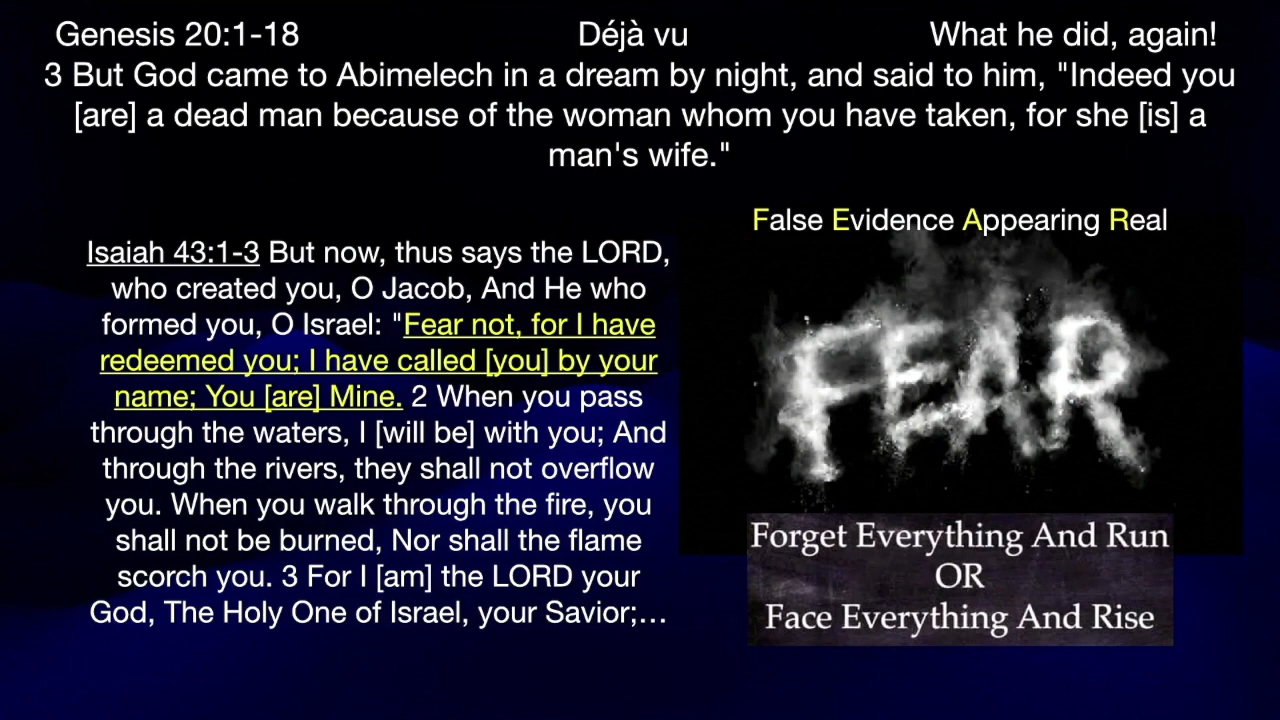 Genesis 20:1-18 Déjà vu What he did, again!
3 But God came to Abimelech in a dream by night, and said to him, "Indeed you
[are] a dead man because of the woman whom you have taken, for she [is] a
man's wife."
Isaiah 43:1-3 But now, thus says the LORD,
who created you, O Jacob, And He who
formed you, O Israel: "Fear not, for I have
redeemed you; I have called [you] by your
name; You [are] Mine. 2 When you pass
through the waters, I [will be] with you; And
through the rivers, they shall not overflow
you. When you walk through the fire, you
shall not be burned, Nor shall the flame
scorch you. 3 For I [am] the LORD your
God, The Holy One of Israel, your Savior;...
False Evidence Appearing Real
FEAR
Forget Everything And Run
OR
Face Everything And Rise